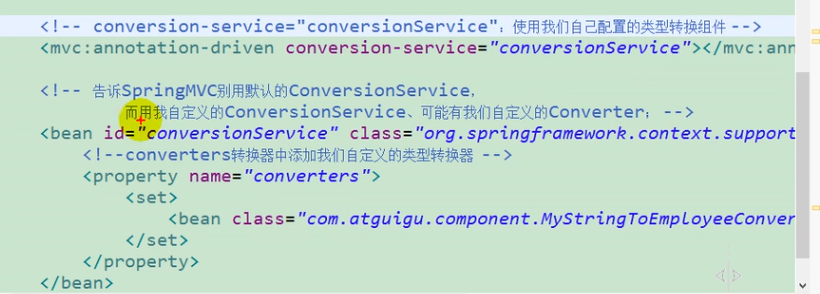 <!-- conversion-service="conversionService"：使用我们自己配置的类型转换组件 -->
<mvc:annotation-driven conversion-service="conversionService"></mvc:ann
<!-- 告诉SpringMVC别用默认的ConversionService,
而用我自定义的ConversionService、可能有我们自定义的Converter； -->
<bean id="conversionService" class="org.springframework.context.support
<!--converters转换器中添加我们自定义的类型转换器 -->
<property name="converters">
<set>
<bean class="com.atguigu.component.MyStringToEmployeeConver
</set>
</property>
</bean>